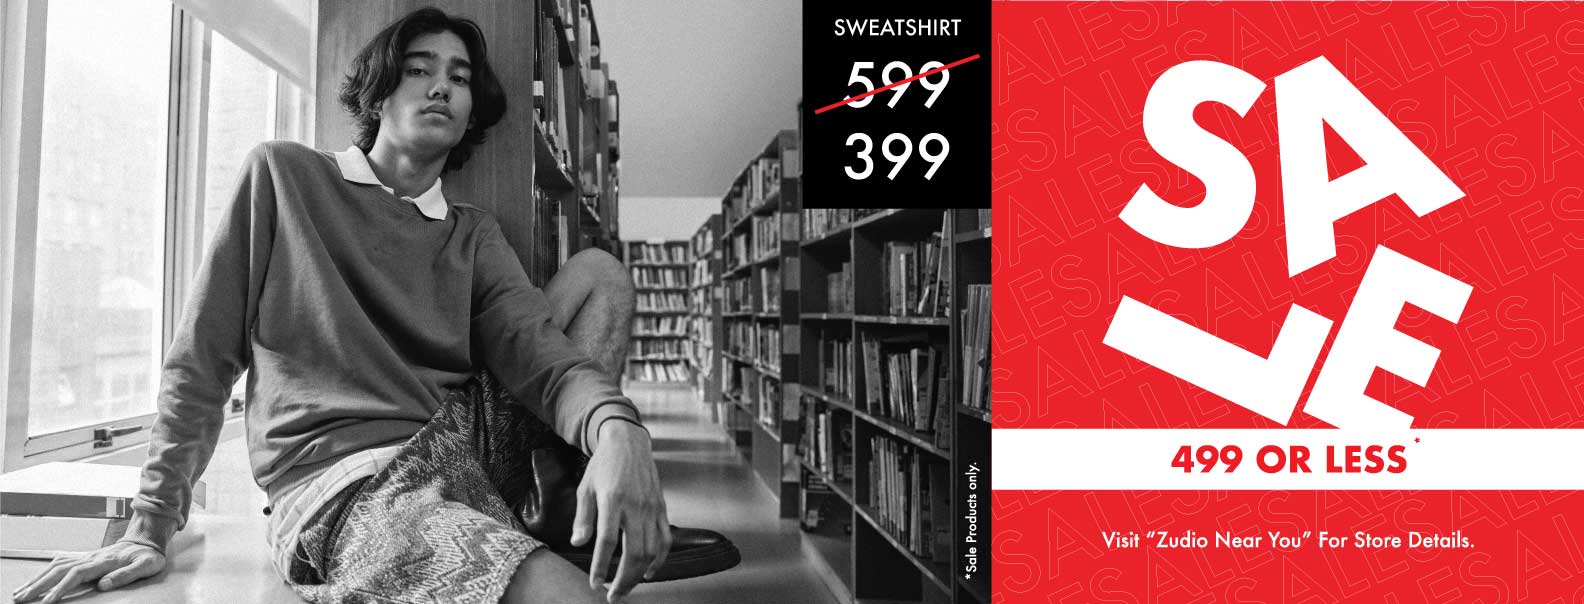 SWEATSHIRT
599
399
*Sale Products only.
SALE
499 OR LESS*
Visit “Zudio Near You” For Store Details.